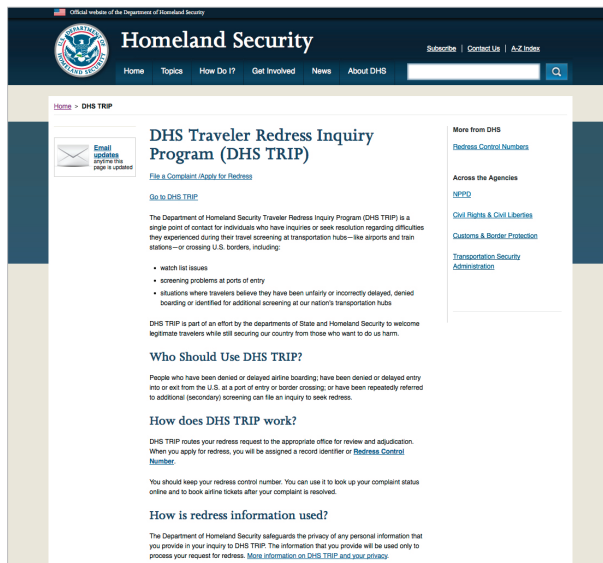 Official website of the Department of Homeland Security
U.S. DEPARTMENT OF HOMELAND SECURITY
Homeland Security
Subscribe | Contact Us | A-Z Index
Home Topics How Do I? Get Involved News About DHS
Home > DHS TRIP
Email
updates
anytime this
page is updated
DHS Traveler Redress Inquiry
Program (DHS TRIP)
File a Complaint /Apply for Redress
Go to DHS TRIP
The Department of Homeland Security Traveler Redress Inquiry Program (DHS TRIP) is a
single point of contact for individuals who have inquiries or seek resolution regarding difficulties
they experienced during their travel screening at transportation hubs—like airports and train
stations—or crossing U.S. borders, including:
• watch list issues
• screening problems at ports of entry
• situations where travelers believe they have been unfairly or incorrectly delayed, denied
boarding or identified for additional screening at our nation's transportation hubs
DHS TRIP is part of an effort by the departments of State and Homeland Security to welcome
legitimate travelers while still securing our country from those who want to do us harm.
Who Should Use DHS TRIP?
People who have been denied or delayed airline boarding; have been denied or delayed entry
into or exit from the U.S. at a port of entry or border crossing; or have been repeatedly referred
to additional (secondary) screening can file an inquiry to seek redress.
How does DHS TRIP work?
DHS TRIP routes your redress request to the appropriate office for review and adjudication.
When you apply for redress, you will be assigned a record identifier or Redress Control
Number.
You should keep your redress control number. You can use it to look up your complaint status
online and to book airline tickets after your complaint is resolved.
How is redress information used?
The Department of Homeland Security safeguards the privacy of any personal information that
you provide in your inquiry to DHS TRIP. The information that you provide will be used only to
process your request for redress. More information on DHS TRIP and your privacy.
More from DHS
Redress Control Numbers
Across the Agencies
NPPD
Civil Rights & Civil Liberties
Customs & Border Protection
Transportation Security
Administration